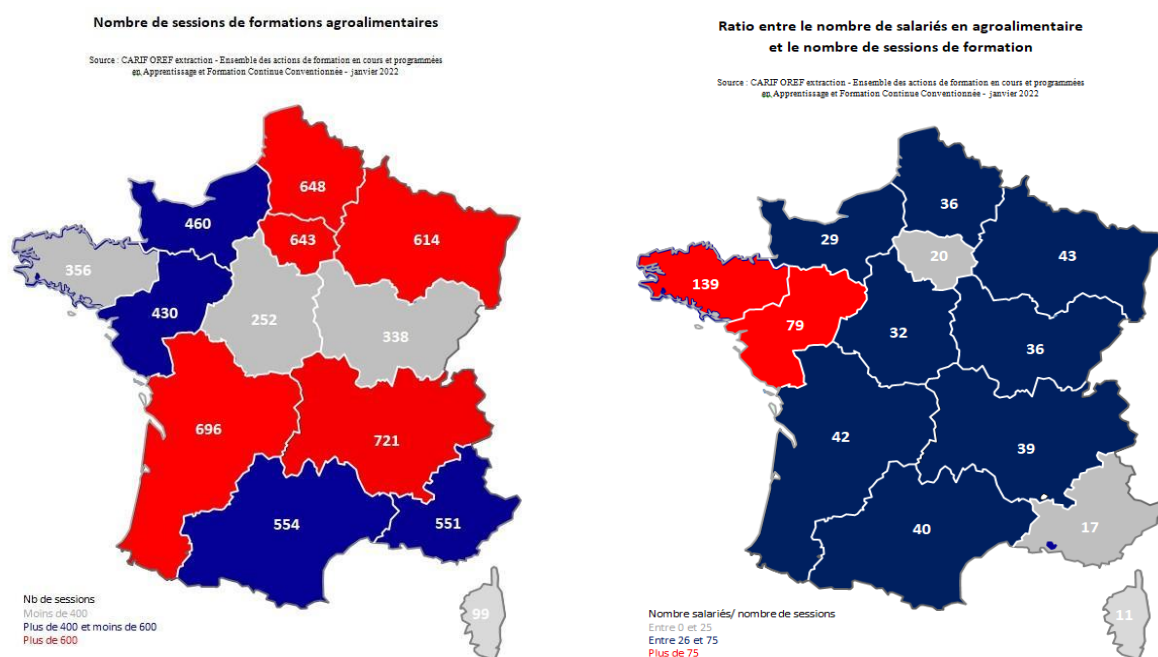 Nombre de sessions de formations agroalimentaires
Source : CARIF OREF extraction - Ensemble des actions de formation en cours et programmées
en Apprentissage et Formation Continue Conventionnée - janvier 2022
648
460
643
614
356
430
252
338
696
721
554
551
99
Nb de sessions
Moins de 400
Plus de 400 et moins de 600
Plus de 600
Ratio entre le nombre de salariés en agroalimentaire
et le nombre de sessions de formation
Source : CARIF OREF extraction - Ensemble des actions de formation en cours et programmées
en Apprentissage et Formation Continue Conventionnée - janvier 2022
36
29
20
43
139
79
32
36
42
39
40
17
11
Nombre salariés/ nombre de sessions
Entre 0 et 25
Entre 26 et 75
Plus de 75